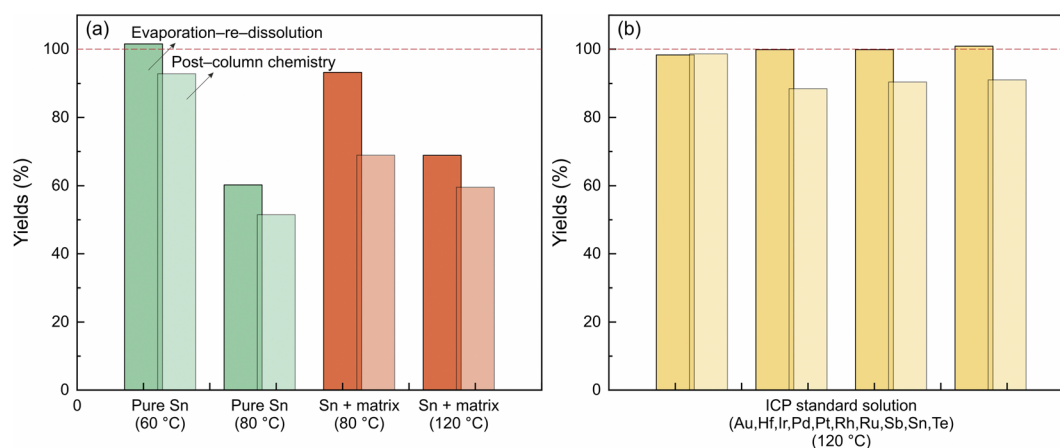 (a)
Evaporation–re–dissolution
Post–column chemistry
100
80
60
40
20
0
Yields (%)
0
Pure Sn
(60 °C)
Pure Sn
(80 °C)
Sn + matrix
(80 °C)
Sn + matrix
(120 °C)
(b)
100
80
60
40
20
0
Yields (%)
ICP standard solution
(Au,Hf,Ir,Pd,Pt,Rh,Ru,Sb,Sn,Te)
(120 °C)